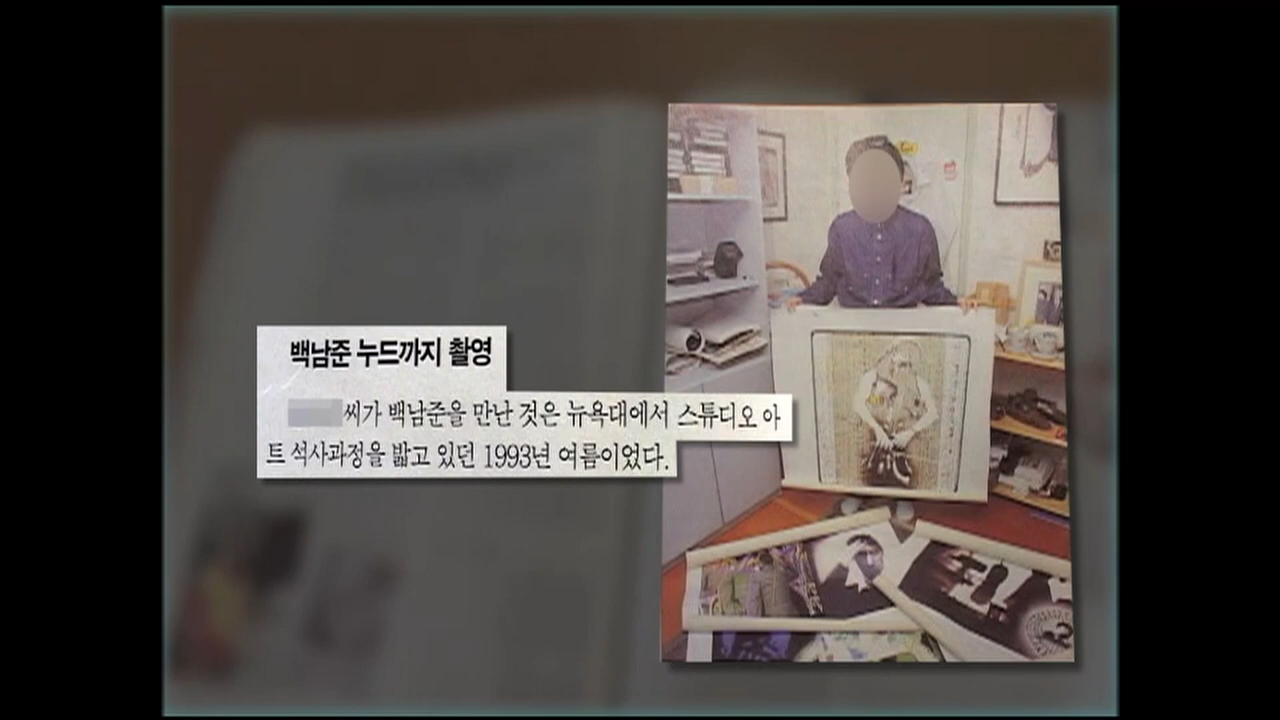 백남준 누드까지 촬영
씨가 백남준을 만난 것은 뉴욕대에서 스튜디오 아
트 석사과정을 밟고 있던 1993년 여름이었다.